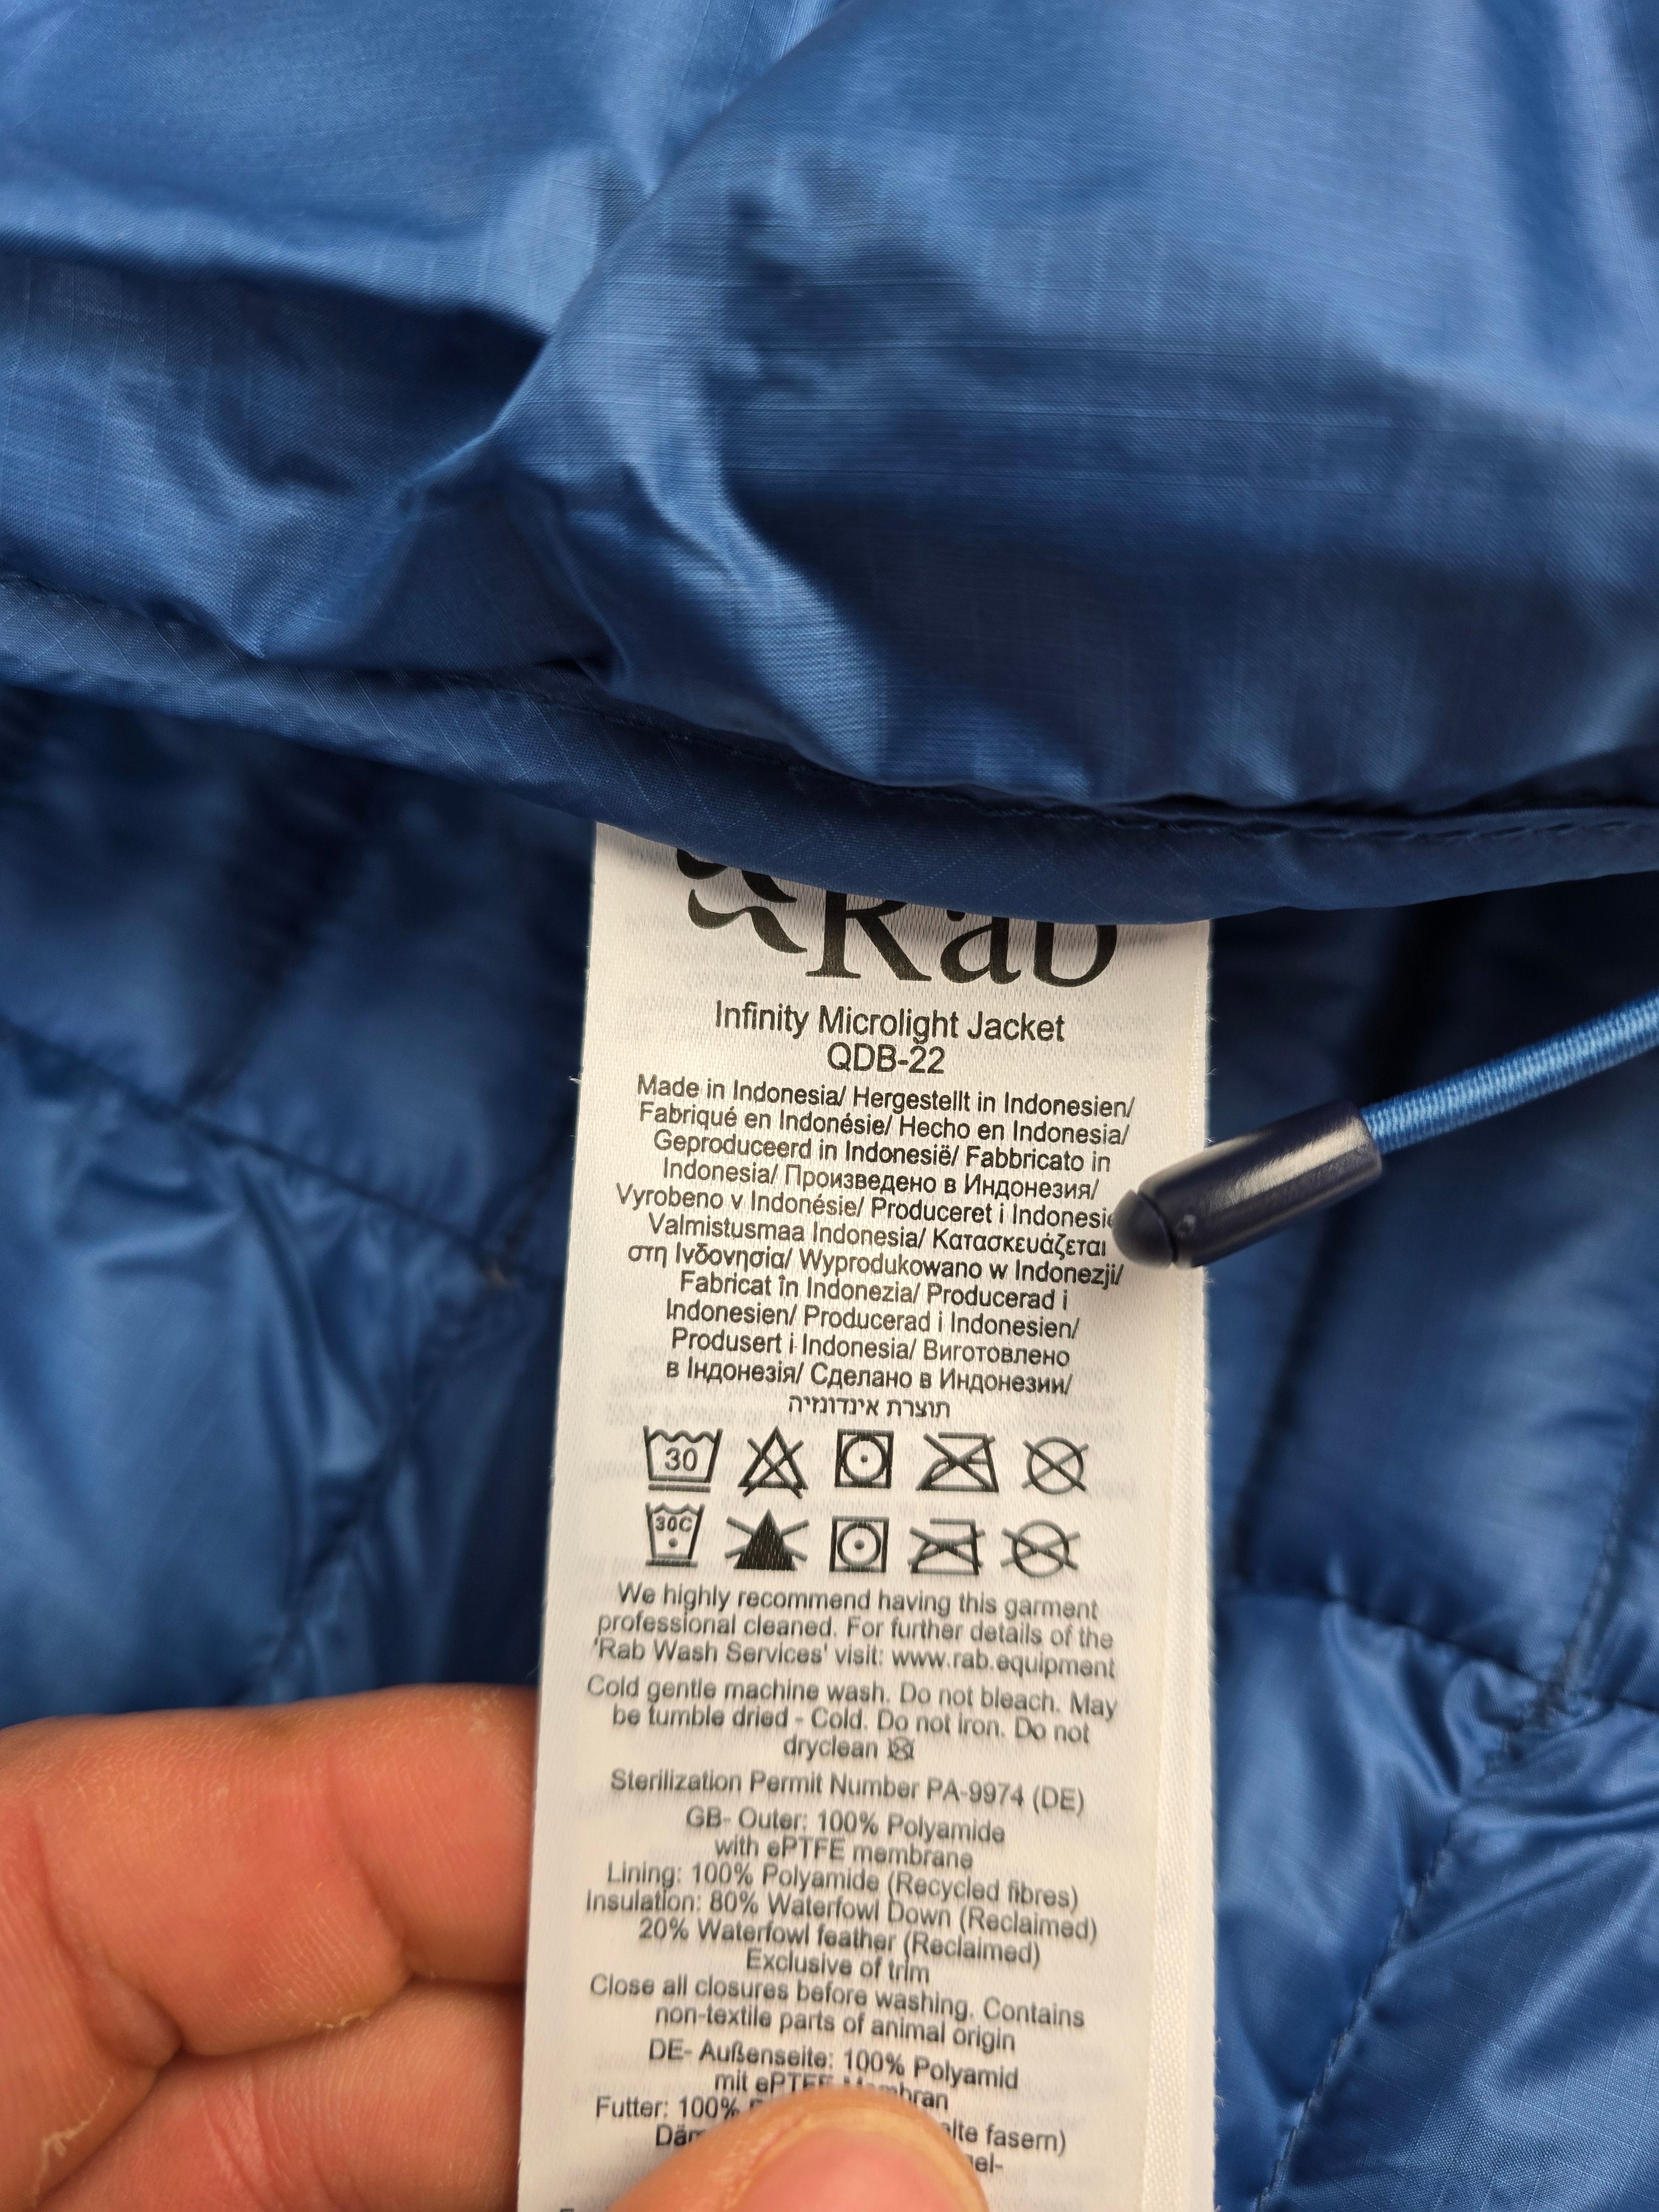 Rab
Infinity Microlight Jacket
QDB-22
Made in Indonesia/ Hergestellt in Indonesien/
Fabriqué en Indonésie/ Hecho en Indonesia/
Geproduceerd in Indonesië/ Fabbricato in
Indonesia/ Произведено в Индонезия/
Vyrobeno v Indonésie/ Produceret i
Valmistusmaa Indonesia/ Κατασκευάζεται
στη Ινδονησία/ Wyprodukowano w Indonezji/
Fabricat în Indonezia/ Producerad i
Indonesien/ Producerad i Indonesien/
Produsert i Indonesia/ Виготовлено
в Індонезія/ Сделано в Индонезии/
תוצרת אינדונזיה
30
30C
We highly recommend having this garment
professional cleaned. For further details of the
'Rab Wash Services' visit: www.rab.equipment
Cold gentle machine wash. Do not bleach. May
be tumble dried - Cold. Do not iron. Do not
dryclean
Sterilization Permit Number PA-9974 (DE)
GB- Outer: 100% Polyamide
with ePTFE membrane
Lining: 100% Polyamide (Recycled fibres)
Insulation: 80% Waterfowl Down (Reclaimed)
20% Waterfowl feather (Reclaimed)
Exclusive of trim
Close all closures before washing. Contains
non-textile parts of animal origin
DE- Außenseite: 100% Polyamid
mit ePTFE
Futter: 100% fasern)